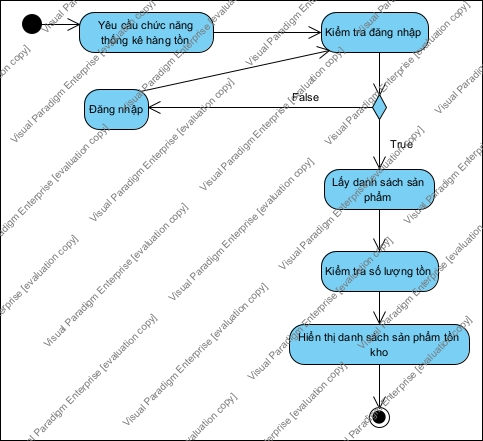 Yêu cầu chức năng
thống kê hàng tồn
Kiểm tra đăng nhập
Đăng nhập
False
True
Lấy danh sách sản
phẩm
Kiểm tra số lượng tồn
Hiển thị danh sách sản phẩm tồn
kho
Visual Paradigm Enterprise [evaluation copy]